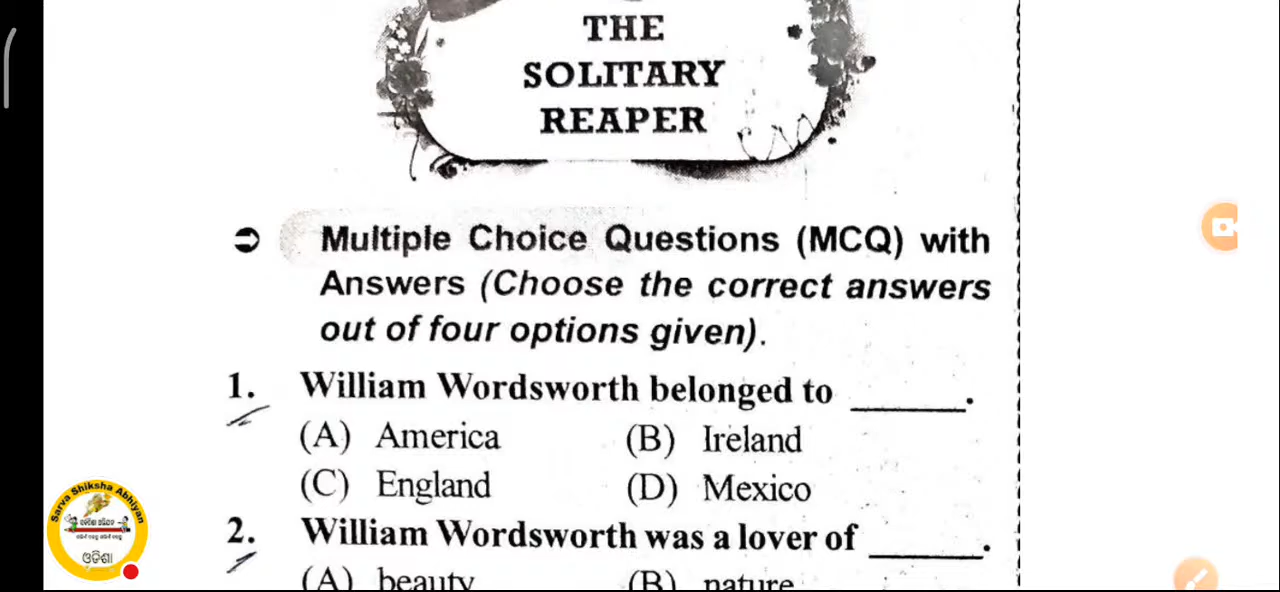 THE
SOLITARY
REAPER
➲ Multiple Choice Questions (MCQ) with
Answers (Choose the correct answers
out of four options given).
1. William Wordsworth belonged to ______.
(A) America (B) Ireland
(C) England (D) Mexico
2. William Wordsworth was a lover of ______.
(A) beauty (B) nature
Sarva Shiksha Abhiyan
ଓଡ଼ିଶା